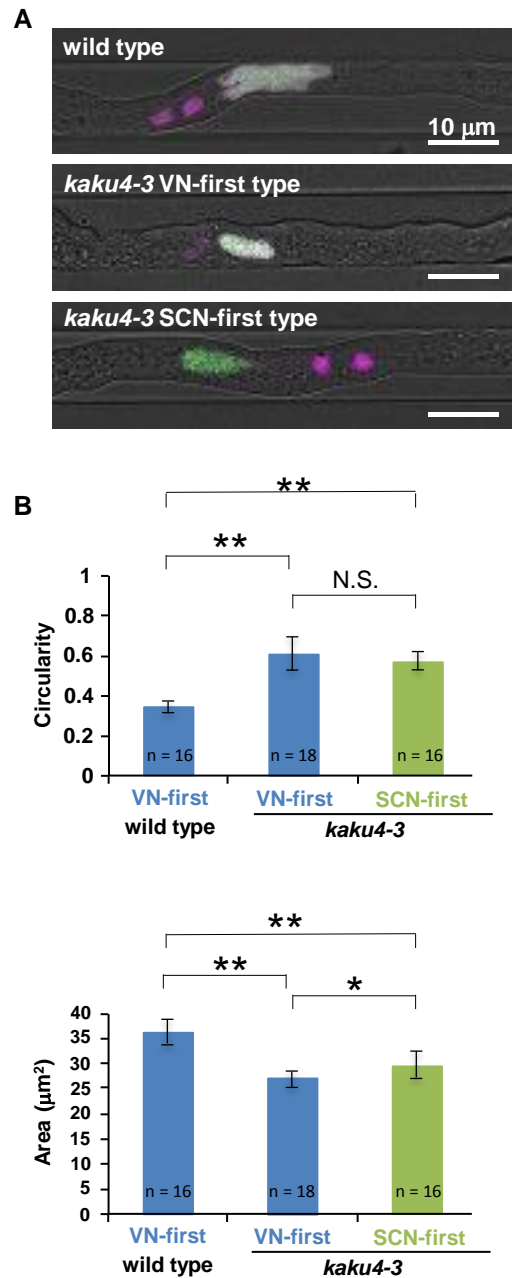 A
wild type
10 μm
kaku4-3 VN-first type
kaku4-3 SCN-first type
B
**
**
N.S.
1
0.8
0.6
0.4
0.2
0
Circularity
n = 16
n = 18
n = 16
VN-first
VN-first
SCN-first
wild type
kaku4-3
**
**
*
40
35
30
25
20
15
10
5
0
Area (μm²)
n = 16
n = 18
n = 16
VN-first
VN-first
SCN-first
wild type
kaku4-3